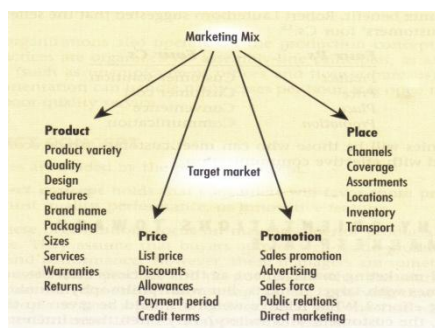 Marketing Mix
Product
Product variety
Quality
Design
Features
Brand name
Packaging
Sizes
Services
Warranties
Returns
Price
List price
Discounts
Allowances
Payment period
Credit terms
Target market
Promotion
Sales promotion
Advertising
Sales force
Public relations
Direct marketing
Place
Channels
Coverage
Assortments
Locations
Inventory
Transport